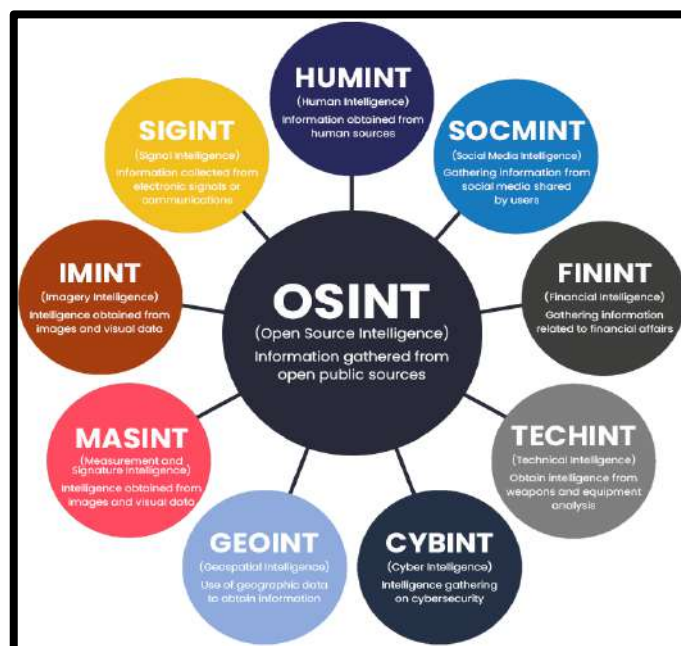 HUMINT
(Human Intelligence)
Information obtained from
human sources
SIGINT
(Signal Intelligence)
Information collected from
electronic signals or
communications
SOCMINT
(Social Media Intelligence)
Gathering information from
social media shared
by users
IMINT
(Imagery Intelligence)
Intelligence obtained from
images and visual data
OSINT
(Open Source Intelligence)
Information gathered from
open public sources
FININT
(Financial Intelligence)
Gathering information
related to financial affairs
MASINT
(Measurement and
Signature Intelligence)
Intelligence obtained from
images and visual data
TECHINT
(Technical Intelligence)
Obtain intelligence from
weapons and equipment
analysis
GEOINT
(Geospatial Intelligence)
Use of geographic data
to obtain information
CYBINT
(Cyber Intelligence)
Intelligence gathering
on cybersecurity